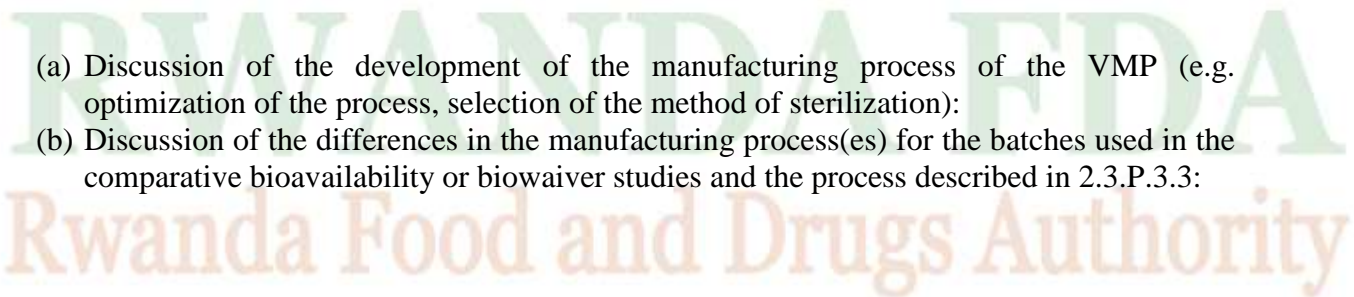 RWANDA FDA
(a) Discussion of the development of the manufacturing process of the VMP (e.g.
optimization of the process, selection of the method of sterilization):
(b) Discussion of the differences in the manufacturing process(es) for the batches used in the
comparative bioavailability or biowaiver studies and the process described in 2.3.P.3.3:
Rwanda Food and Drugs Authority